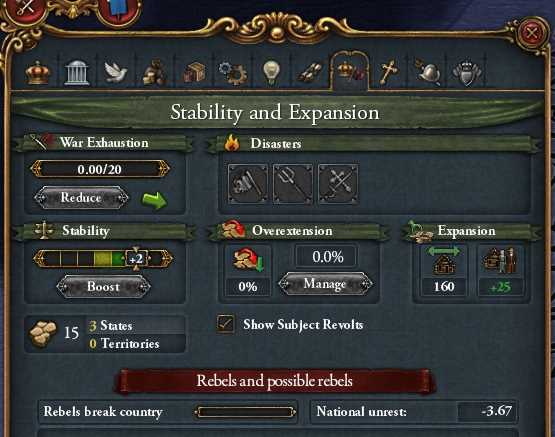 Stability and Expansion
War Exhaustion
Disasters
0.00/20
Reduce
Stability
Overextension
Expansion
+2
0.0%
Boost
0%
Manage
160
+25
15
3 States
0 Territories
Show Subject Revolts
Rebels and possible rebels
Rebels break country
National unrest:
-3.67